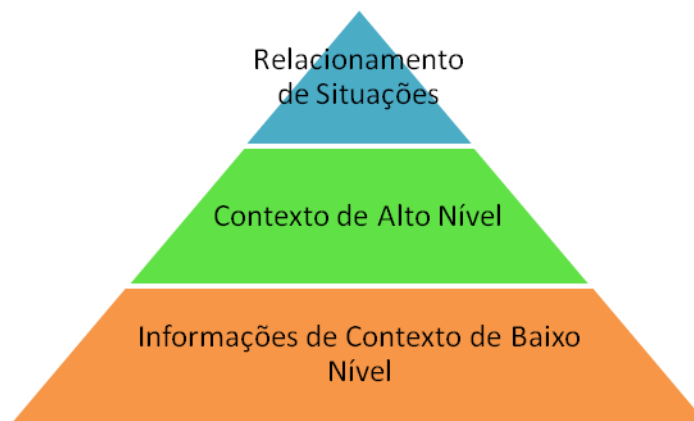 Relacionamento
de Situações
Contexto de Alto Nível
Informações de Contexto de Baixo
Nível